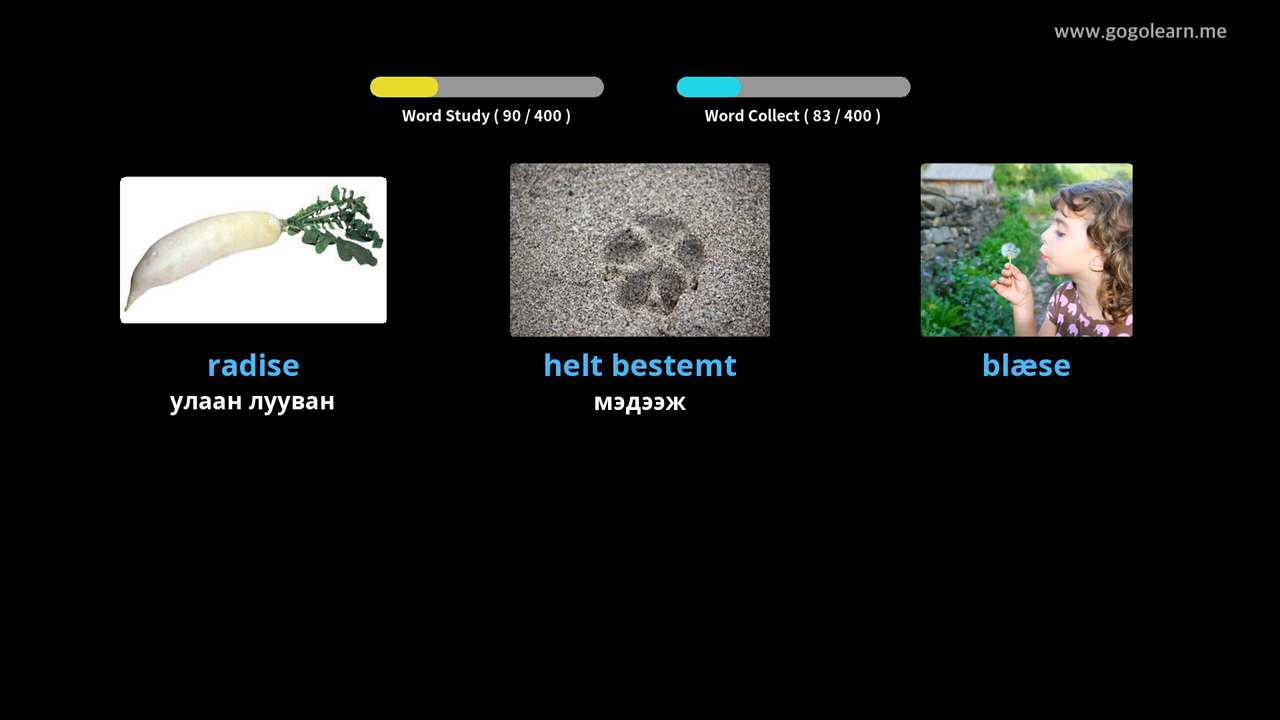 www.gogolearn.me
Word Study ( 90 / 400 )
Word Collect ( 83 / 400 )
radise
helt bestemt
blæse
улаан лууван
мэдээж